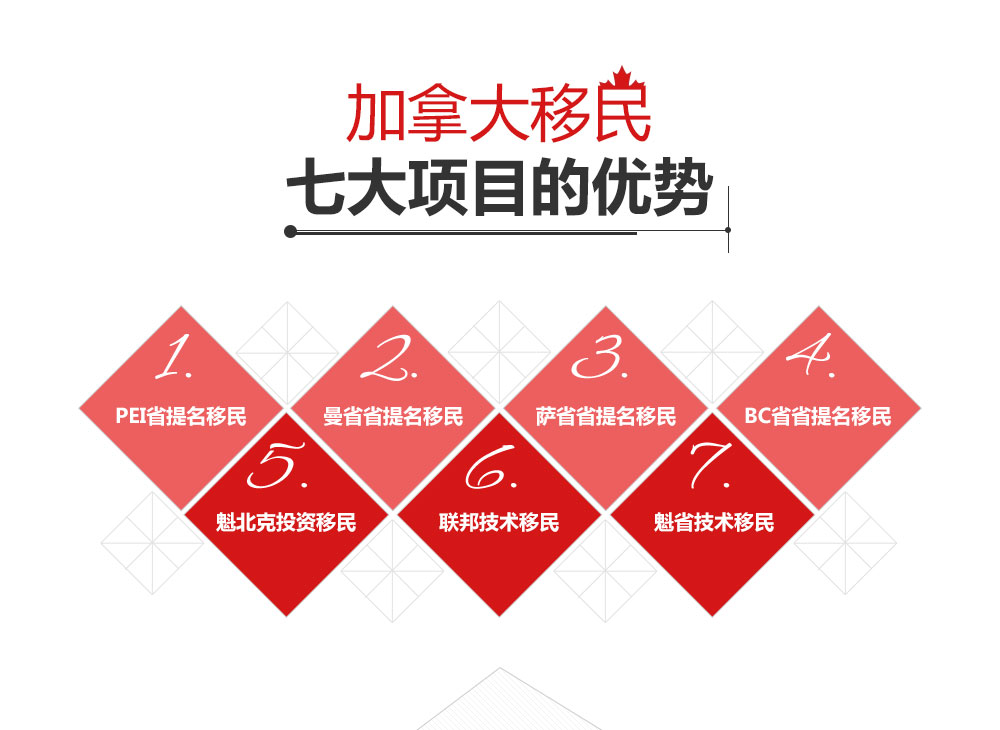 加拿大移民
七大项目的优势
1.
PEI省提名移民
2.
曼省省提名移民
3.
萨省省提名移民
4.
BC省省提名移民
5.
魁北克投资移民
6.
联邦技术移民
7.
魁省技术移民